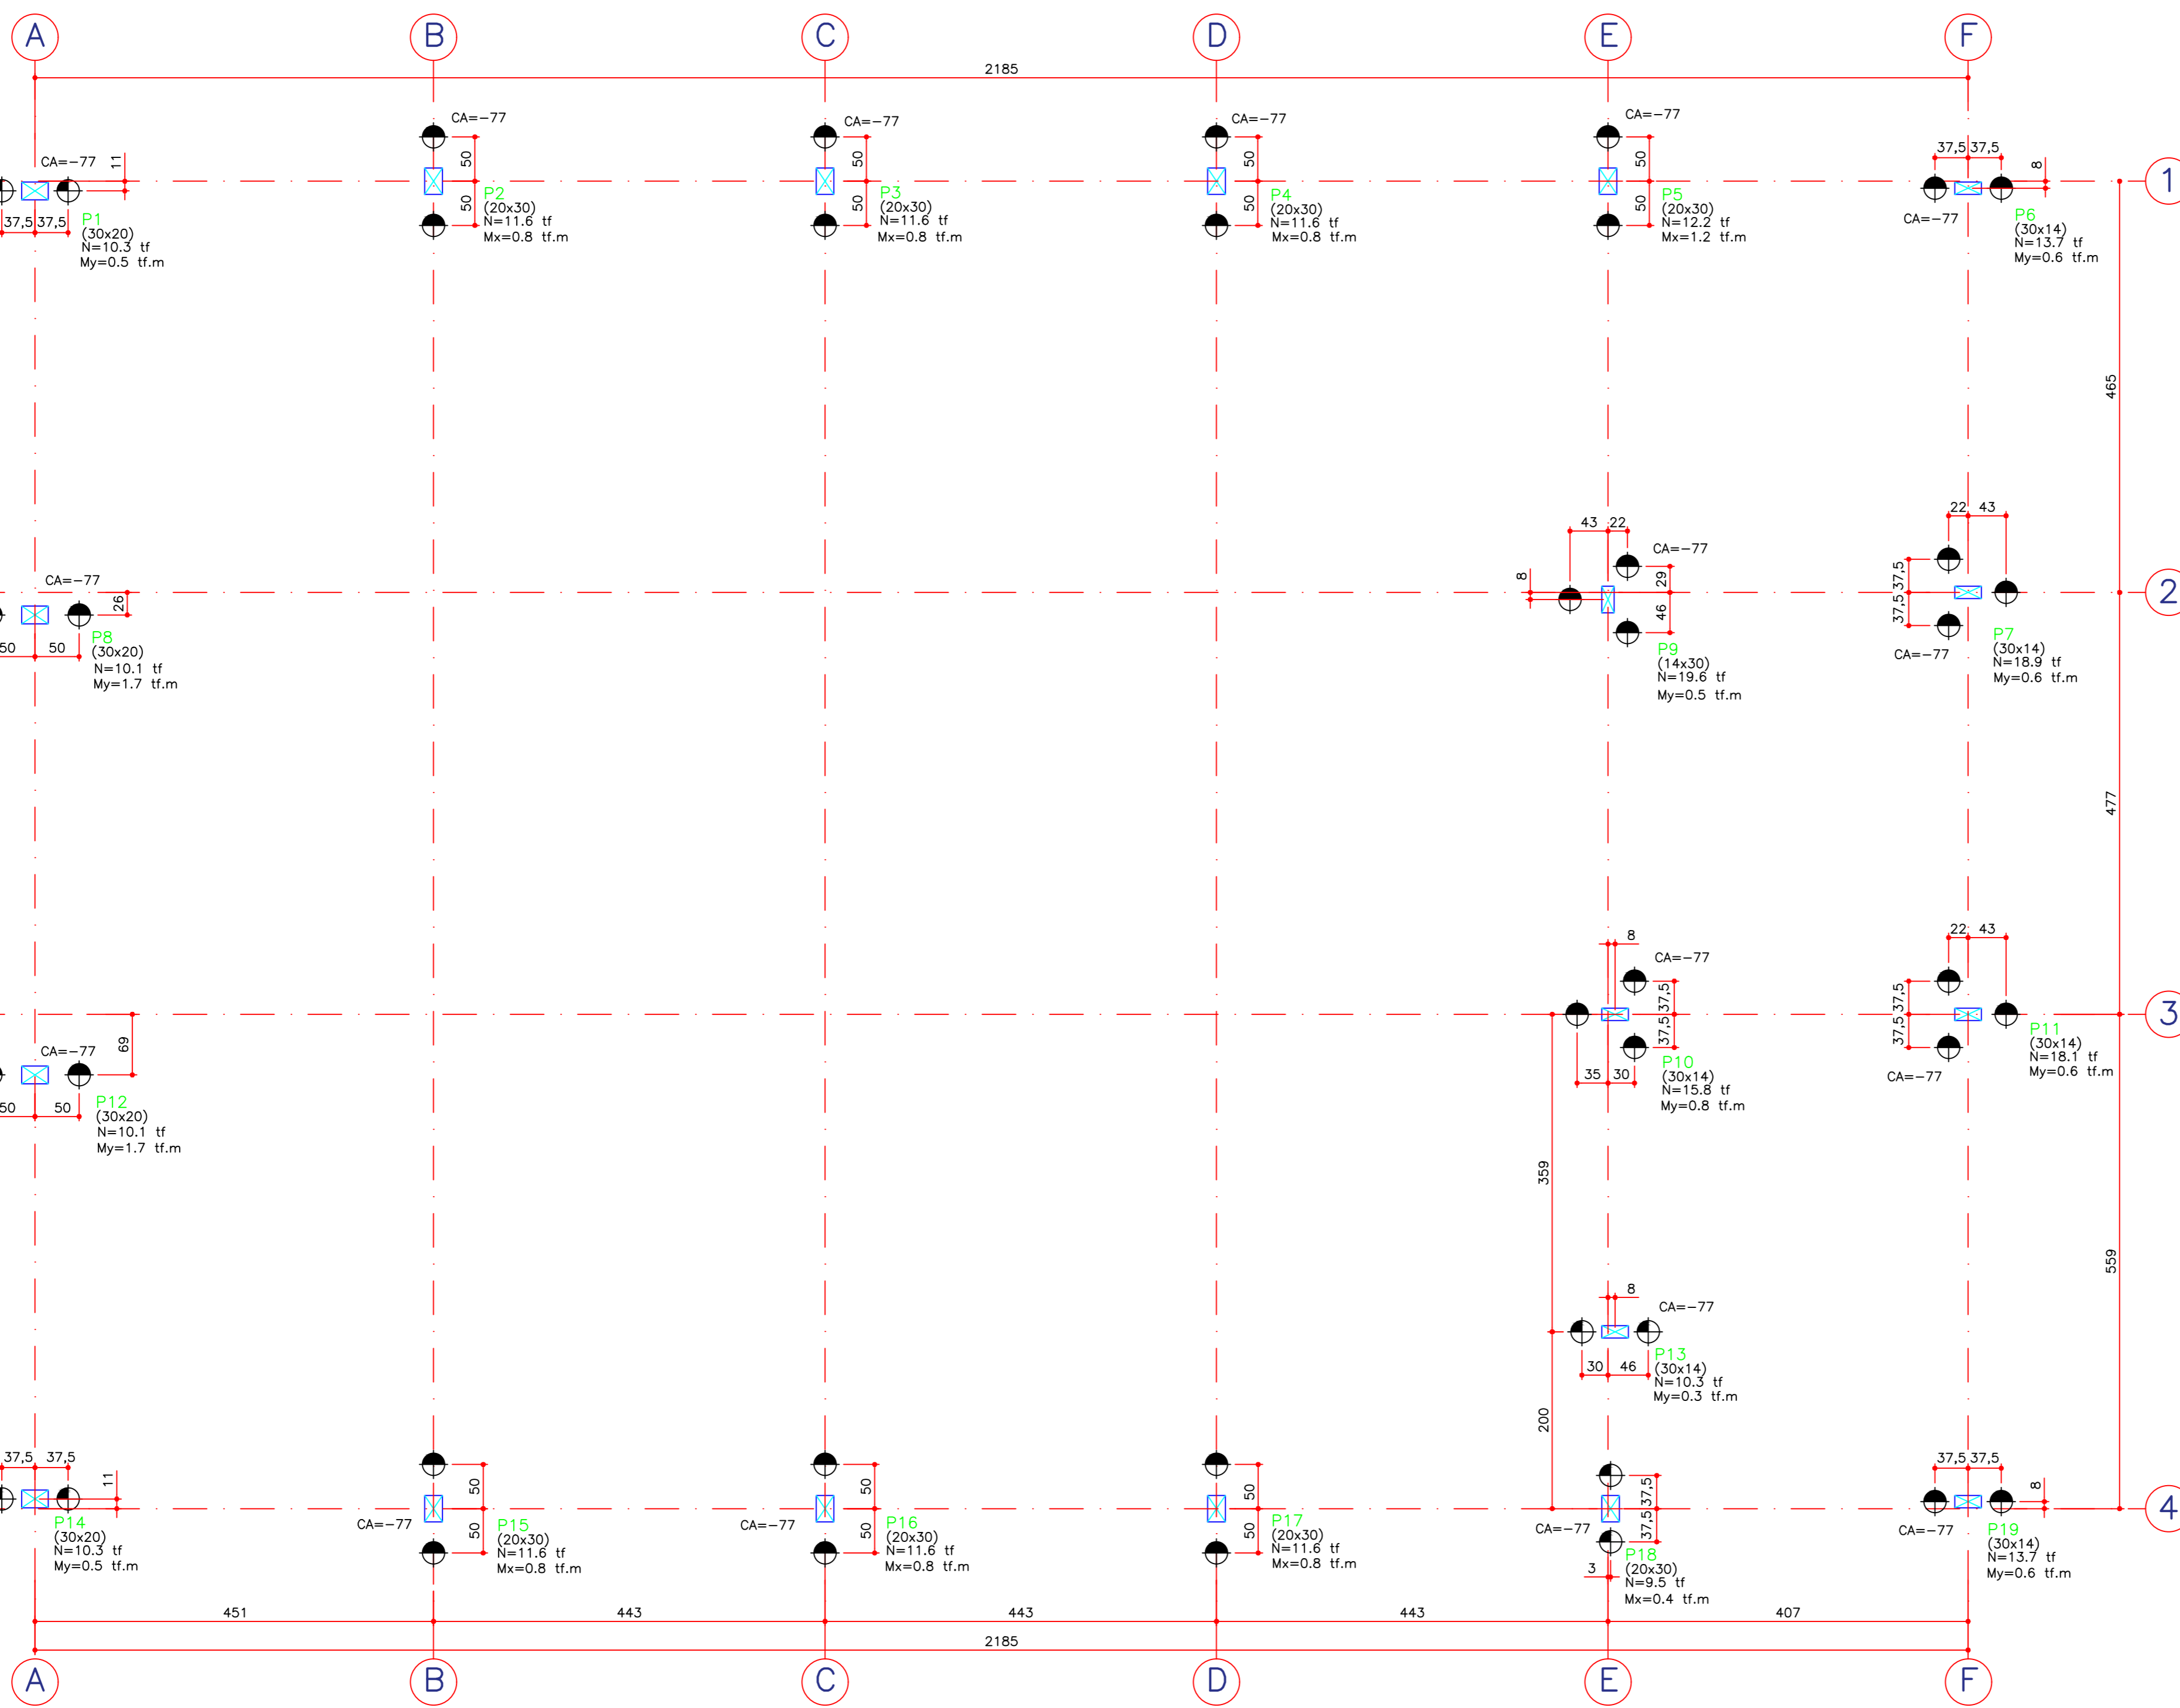 A B C D E F
2185
CA=-77
11
37,5 37,5
P1
(30x20)
N=10.3 tf
My=0.5 tf.m
CA=-77
50
50
P2
(20x30)
N=11.6 tf
Mx=0.8 tf.m
CA=-77
50
50
P3
(20x30)
N=11.6 tf
Mx=0.8 tf.m
CA=-77
50
50
P4
(20x30)
N=11.6 tf
Mx=0.8 tf.m
CA=-77
50
50
P5
(20x30)
N=12.2 tf
Mx=1.2 tf.m
37,5 37,5
8
CA=-77
P6
(30x14)
N=13.7 tf
My=0.6 tf.m
1
465
CA=-77
26
50 50
P8
(30x20)
N=10.1 tf
My=1.7 tf.m
43 22
CA=-77
8
29
46
P9
(14x30)
N=19.6 tf
My=0.5 tf.m
22 43
37,5
37,5
CA=-77
P7
(30x14)
N=18.9 tf
My=0.6 tf.m
2
477
CA=-77
69
50 50
P12
(30x20)
N=10.1 tf
My=1.7 tf.m
8
CA=-77
37,5
37,5
35 30
P10
(30x14)
N=15.8 tf
My=0.8 tf.m
22 43
37,5
37,5
CA=-77
P11
(30x14)
N=18.1 tf
My=0.6 tf.m
3
359
559
8
CA=-77
30 46
P13
(30x14)
N=10.3 tf
My=0.3 tf.m
200
37,5 37,5
11
P14
(30x20)
N=10.3 tf
My=0.5 tf.m
50
50
CA=-77
P15
(20x30)
N=11.6 tf
Mx=0.8 tf.m
50
50
CA=-77
P16
(20x30)
N=11.6 tf
Mx=0.8 tf.m
50
50
P17
(20x30)
N=11.6 tf
Mx=0.8 tf.m
37,5
37,5
CA=-77
3
P18
(20x30)
N=9.5 tf
Mx=0.4 tf.m
37,5 37,5
8
CA=-77
P19
(30x14)
N=13.7 tf
My=0.6 tf.m
4
451 443 443 443 407
2185
A B C D E F